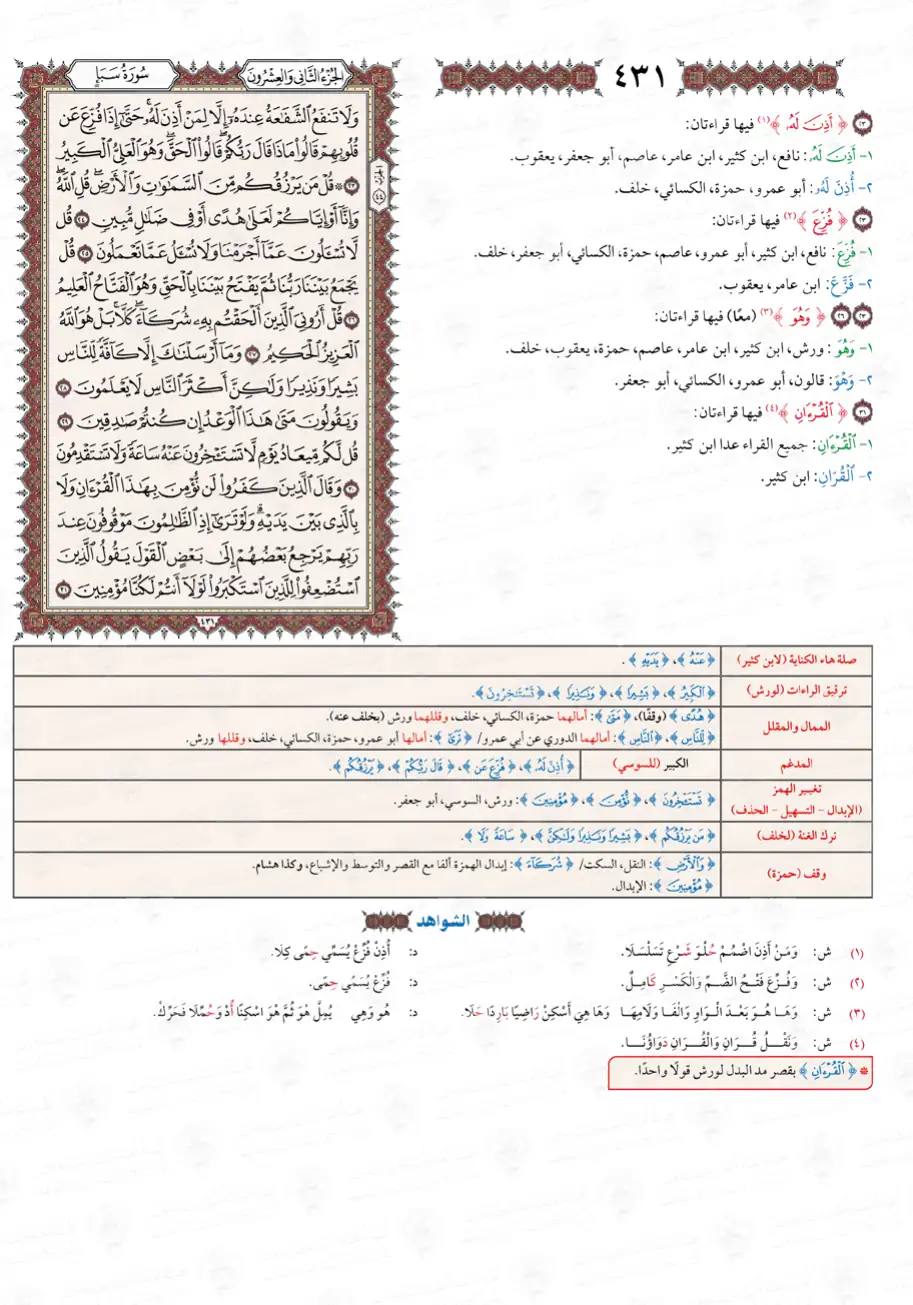 ٤٣١
٢٣ ﴿ أَذِنَ لَهُۥ ﴾(١) فيها قراءتان:
١- أَذِنَ لَهُۥ: نافع، ابن كثير، ابن عامر، عاصم، أبو جعفر، يعقوب.
٢- أُذِنَ لَهُۥ: أبو عمرو، حمزة، الكسائي، خلف.
٢٣ ﴿ فُزِّعَ ﴾(٢) فيها قراءتان:
١- فُزِّعَ: نافع، ابن كثير، أبو عمرو، عاصم، حمزة، الكسائي، أبو جعفر، خلف.
٢- فَزَّعَ: ابن عامر، يعقوب.
٢٣ ٢٦ ﴿ وَهُوَ ﴾(٣) (معًا) فيها قراءتان:
١- وَهُوَ: ورش، ابن كثير، ابن عامر، عاصم، حمزة، يعقوب، خلف.
٢- وَهْوَ: قالون، أبو عمرو، الكسائي، أبو جعفر.
٣١ ﴿ ٱلْقُرْءَانِ ﴾(٤) فيها قراءتان:
١- ٱلْقُرْءَانِ: جميع القراء عدا ابن كثير.
٢- ٱلْقُرَانِ: ابن كثير.
الجزء الثاني والعشرون
سورة سبإ
وَلَا تَنفَعُ ٱلشَّفَٰعَةُ عِندَهُۥٓ إِلَّا لِمَنْ أَذِنَ لَهُۥ ۚ حَتَّىٰٓ إِذَا فُزِّعَ عَن
قُلُوبِهِمْ قَالُوا۟ مَاذَا قَالَ رَبُّكُمْ ۖ قَالُوا۟ ٱلْحَقَّ ۖ وَهُوَ ٱلْعَلِىُّ ٱلْكَبِيرُ
٢٣ ۞ قُلْ مَن يَرْزُقُكُم مِّنَ ٱلسَّمَٰوَٰتِ وَٱلْأَرْضِ ۖ قُلِ ٱللَّهُ ۖ
وَإِنَّآ أَوْ إِيَّاكُمْ لَعَلَىٰ هُدًى أَوْ فِى ضَلَٰلٍ مُّبِينٍ ٢٤ قُل
لَّا تُسْـَٔلُونَ عَمَّآ أَجْرَمْنَا وَلَا نُسْـَٔلُ عَمَّا تَعْمَلُونَ ٢٥ قُلْ
يَجْمَعُ بَيْنَنَا رَبُّنَا ثُمَّ يَفْتَحُ بَيْنَنَا بِٱلْحَقِّ وَهُوَ ٱلْفَتَّاحُ ٱلْعَلِيمُ
٢٦ قُلْ أَرُونِىَ ٱلَّذِينَ أَلْحَقْتُم بِهِۦ شُرَكَآءَ ۖ كَلَّا ۚ بَلْ هُوَ ٱللَّهُ
ٱلْعَزِيزُ ٱلْحَكِيمُ ٢٧ وَمَآ أَرْسَلْنَٰكَ إِلَّا كَآفَّةً لِّلنَّاسِ
بَشِيرًا وَنَذِيرًا وَلَٰكِنَّ أَكْثَرَ ٱلنَّاسِ لَا يَعْلَمُونَ ٢٨
وَيَقُولُونَ مَتَىٰ هَٰذَا ٱلْوَعْدُ إِن كُنتُمْ صَٰدِقِينَ ٢٩
قُل لَّكُم مِّيعَادُ يَوْمٍ لَّا تَسْتَـْٔخِرُونَ عَنْهُ سَاعَةً وَلَا تَسْتَقْدِمُونَ
٣٠ وَقَالَ ٱلَّذِينَ كَفَرُوا۟ لَن نُّؤْمِنَ بِهَٰذَا ٱلْقُرْءَانِ وَلَا
بِٱلَّذِى بَيْنَ يَدَيْهِ ۗ وَلَوْ تَرَىٰٓ إِذِ ٱلظَّٰلِمُونَ مَوْقُوفُونَ عِندَ
رَبِّهِمْ يَرْجِعُ بَعْضُهُمْ إِلَىٰ بَعْضٍ ٱلْقَوْلَ يَقُولُ ٱلَّذِينَ
ٱسْتُضْعِفُوا۟ لِلَّذِينَ ٱسْتَكْبَرُوا۟ لَوْلَآ أَنتُمْ لَكُنَّا مُؤْمِنِينَ ٣١
٤٣١
صلة هاء الكناية (لابن كثير) ﴿ عَنْهُ ﴾، ﴿ يَدَيْهِ ﴾.
ترقيق الراءات (لورش) ﴿ ٱلْكَبِيرُ ﴾، ﴿ بَشِيرًا ﴾، ﴿ وَنَذِيرًا ﴾، ﴿ تَسْتَـْٔخِرُونَ ﴾.
الممال والمقلل ﴿ هُدًى ﴾ (وقفًا)، ﴿ مَتَىٰ ﴾: أمالهما حمزة، الكسائي، خلف، وقللهما ورش (بخلف عنه).
﴿ لِّلنَّاسِ ﴾، ﴿ ٱلنَّاسِ ﴾: أمالهما الدوري عن أبي عمرو/ ﴿ تَرَىٰٓ ﴾: أمالها أبو عمرو، حمزة، الكسائي، خلف، وقللها ورش.
المدغم الكبير (للسوسي) ﴿ أُذِنَ لَهُۥ ﴾، ﴿ فُزِّعَ عَن ﴾، ﴿ قَالَ رَبُّكُمْ ﴾، ﴿ يَرْزُقُكُم ﴾.
تغيير الهمز
(الإبدال - التسهيل - الحذف) ﴿ تَسْتَـْٔخِرُونَ ﴾، ﴿ نُّؤْمِنَ ﴾، ﴿ مُؤْمِنِينَ ﴾: ورش، السوسي، أبو جعفر.
ترك الغنة (لخلف) ﴿ مَن يَرْزُقُكُم ﴾، ﴿ بَشِيرًا وَنَذِيرًا وَلَٰكِنَّ ﴾، ﴿ سَاعَةً وَلَا ﴾.
وقف (حمزة) ﴿ وَٱلْأَرْضِ ﴾: النقل، السكت/ ﴿ شُرَكَآءَ ﴾: إبدال الهمزة ألفا مع القصر والتوسط والإشباع، وكذا هشام.
﴿ مُؤْمِنِينَ ﴾: الإبدال.
الشواهد
(١) ش: وَمَنْ أَذِنَ اضْمُمْ حُلْوَ شَرْعٍ تَسَلْسَلَا. د: أُذِنْ فُزِّعْ يُسَمِّي حِمًى كِلَا.
(٢) ش: وَفُزِّعَ فَتْحُ الضَّمِّ وَالْكَسْرِ كَامِلٌ. د: فُزِّعْ يُسَمِّي حِمًى.
(٣) ش: وَهَا هُوَ بَعْدَ الْوَاوِ وَالْفَا وَلَامِهَا وَهَا هِيَ أَسْكِنْ رَاضِيًا بَارِدًا حَلَا. د: هُو وَهِي يُمِلَّ هْوَ ثُمَّ هْوَ اسْكِنًا أُدْ وَحُمِّلَا فَحَرِّكْ.
(٤) ش: وَنَقْلُ قُرَانٍ وَالْقُرَانِ دَوَاؤُنَا.
* ﴿ ٱلْقُرْءَانِ ﴾ بقصر مد البدل لورش قولًا واحدًا.